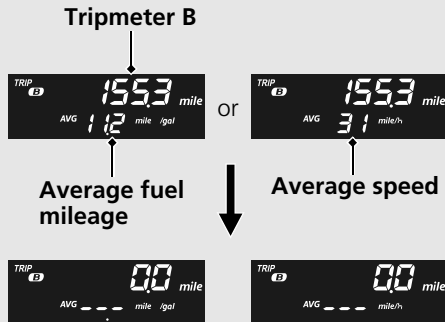 Tripmeter B
TRIP B 155.3 mile
AVG 11.2 mile /gal
or
TRIP B 155.3 mile
AVG 31 mile/h
Average fuel
mileage
Average speed
TRIP B 0.0 mile
AVG _ _ _ . mile /gal
TRIP B 0.0 mile
AVG _ _ _ mile/h